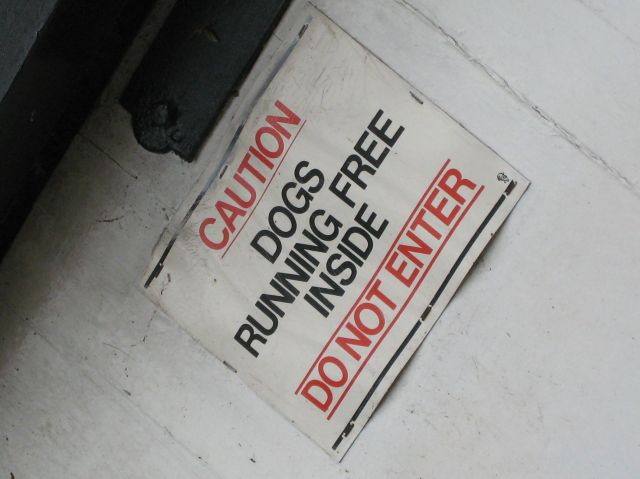 CAUTION
DOGS
RUNNING FREE
INSIDE
DO NOT ENTER